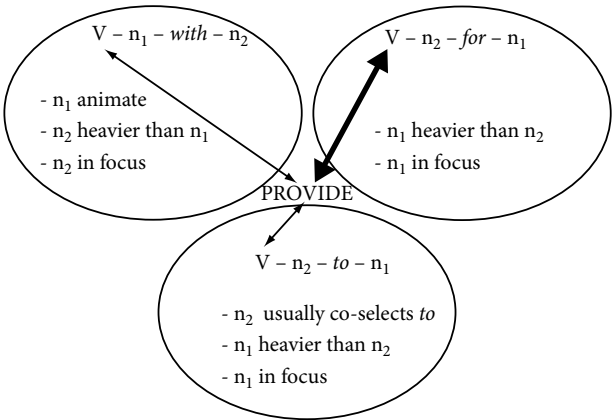 V – n₁ – with – n₂
- n₁ animate
- n₂ heavier than n₁
- n₂ in focus
V – n₂ – for – n₁
- n₁ heavier than n₂
- n₁ in focus
PROVIDE
V – n₂ – to – n₁
- n₂ usually co-selects to
- n₁ heavier than n₂
- n₁ in focus